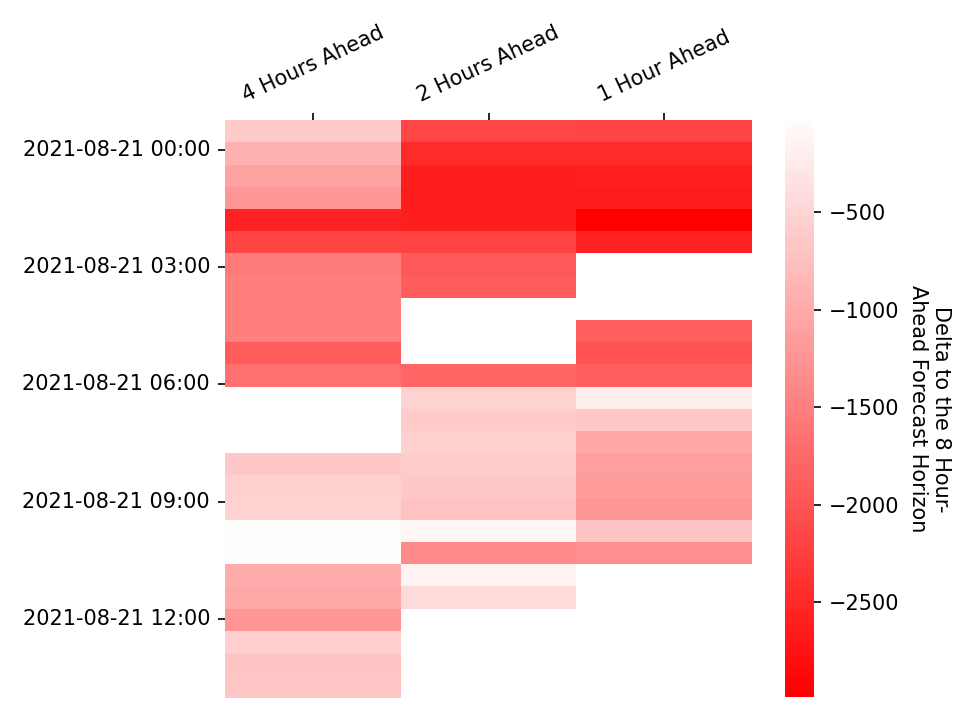 4 Hours Ahead
2 Hours Ahead
1 Hour Ahead
2021-08-21 00:00
2021-08-21 03:00
2021-08-21 06:00
2021-08-21 09:00
2021-08-21 12:00
−500
−1000
−1500
−2000
−2500
Delta to the 8 Hour-
Ahead Forecast Horizon